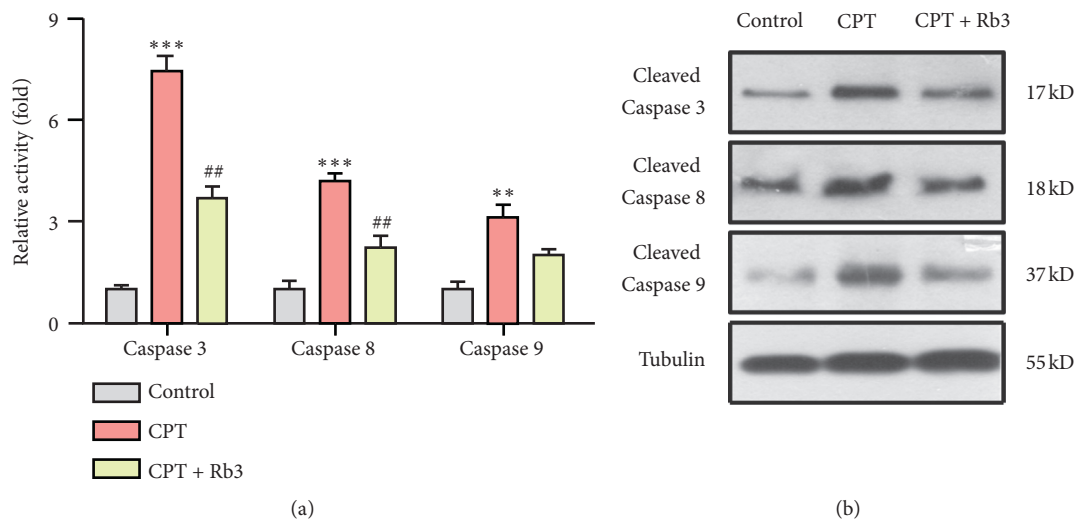 9
6
3
0
Relative activity (fold)
***
##
***
##
**
Caspase 3
Caspase 8
Caspase 9
Control
CPT
CPT + Rb3
(a)
Control
CPT
CPT + Rb3
Cleaved
Caspase 3
17 kD
Cleaved
Caspase 8
18 kD
Cleaved
Caspase 9
37 kD
Tubulin
55 kD
(b)